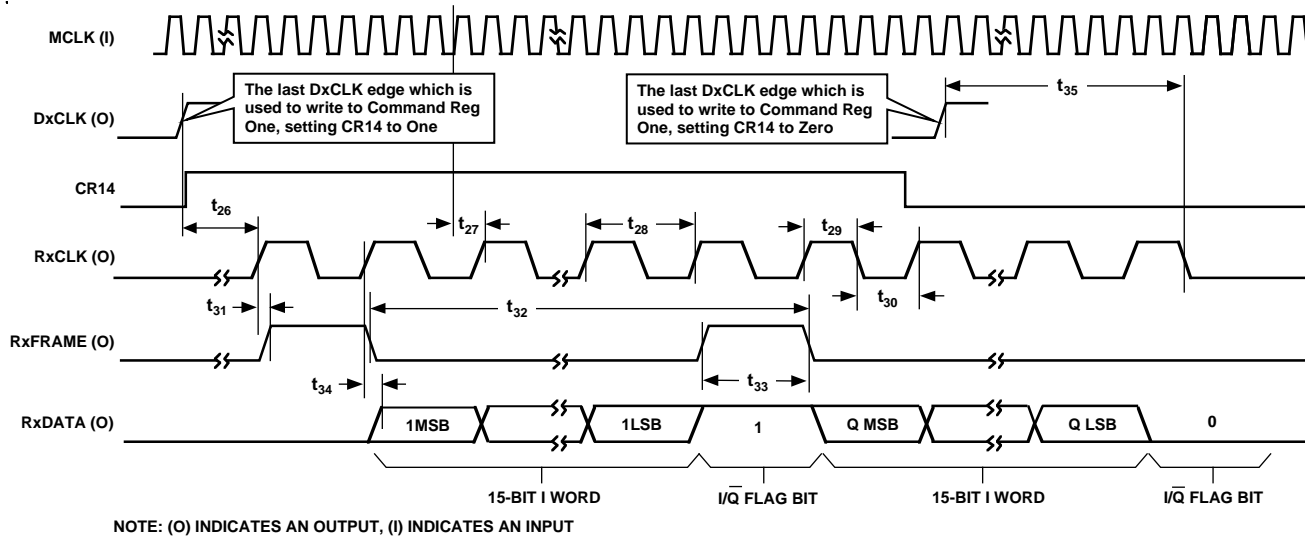 MCLK (I)
The last DxCLK edge which is
used to write to Command Reg
One, setting CR14 to One
The last DxCLK edge which is
used to write to Command Reg
One, setting CR14 to Zero
t35
DxCLK (O)
CR14
t26
t27
t28
t29
RxCLK (O)
t30
t31
t32
RxFRAME (O)
t33
t34
RxDATA (O)
1MSB
1LSB
1
Q MSB
Q LSB
0
15-BIT I WORD
I/Q̅ FLAG BIT
15-BIT I WORD
I/Q̅ FLAG BIT
NOTE: (O) INDICATES AN OUTPUT, (I) INDICATES AN INPUT